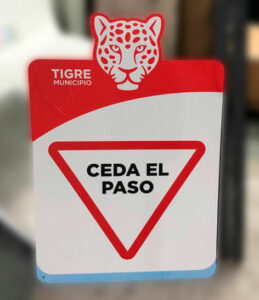 TIGRE
MUNICIPIO
CEDA EL
PASO